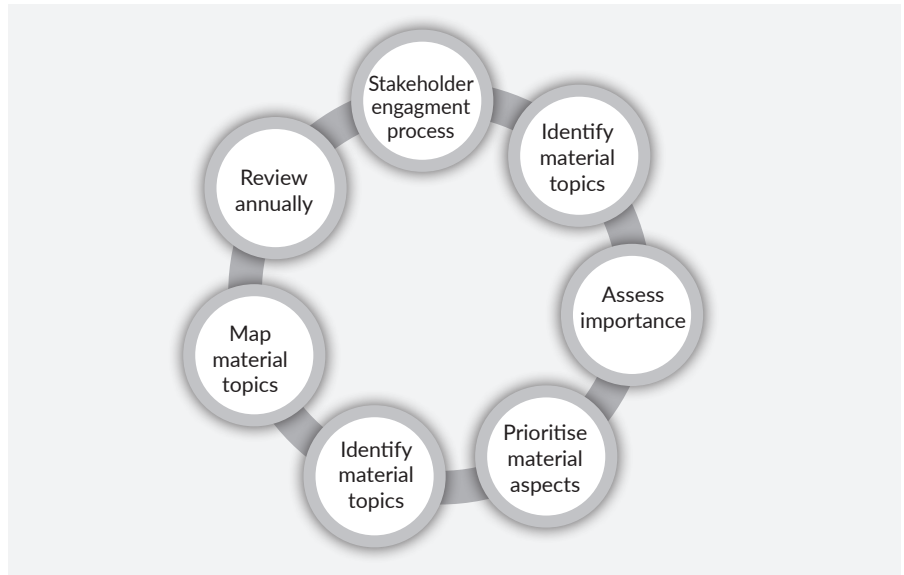 Stakeholder
engagment
process
Identify
material
topics
Assess
importance
Prioritise
material
aspects
Identify
material
topics
Map
material
topics
Review
annually